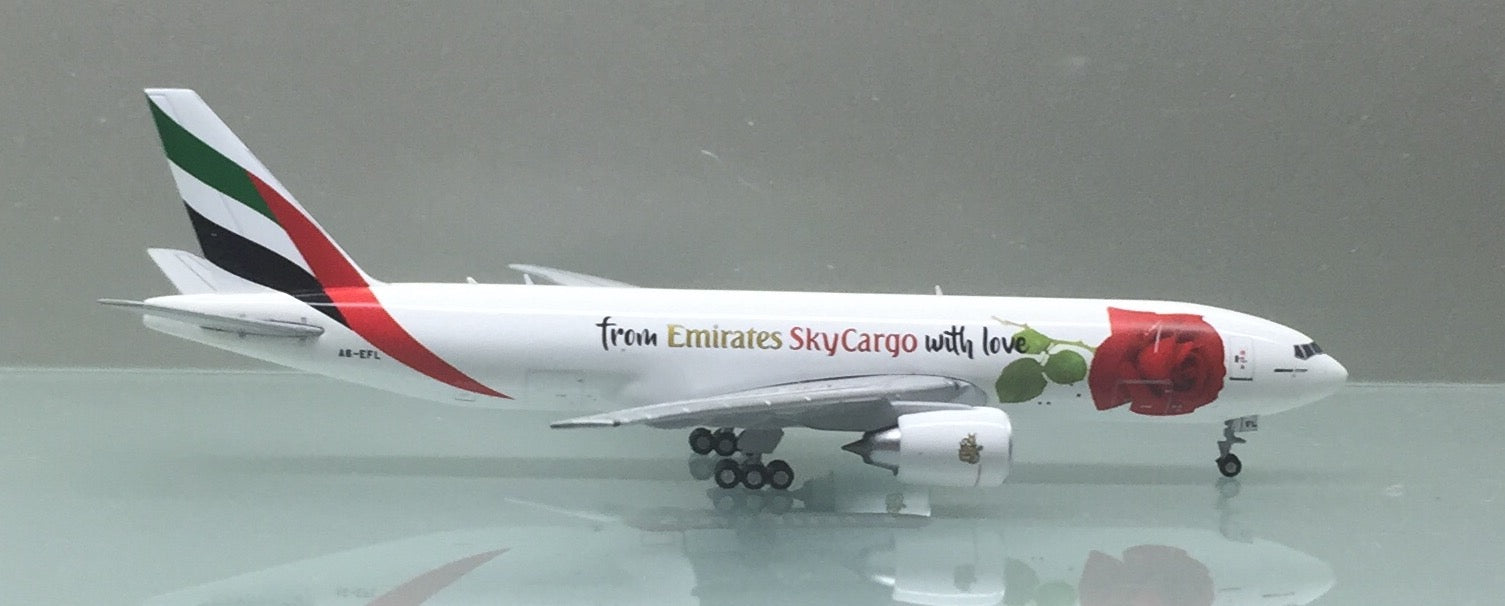 from Emirates SkyCargo with love
A6-EFL